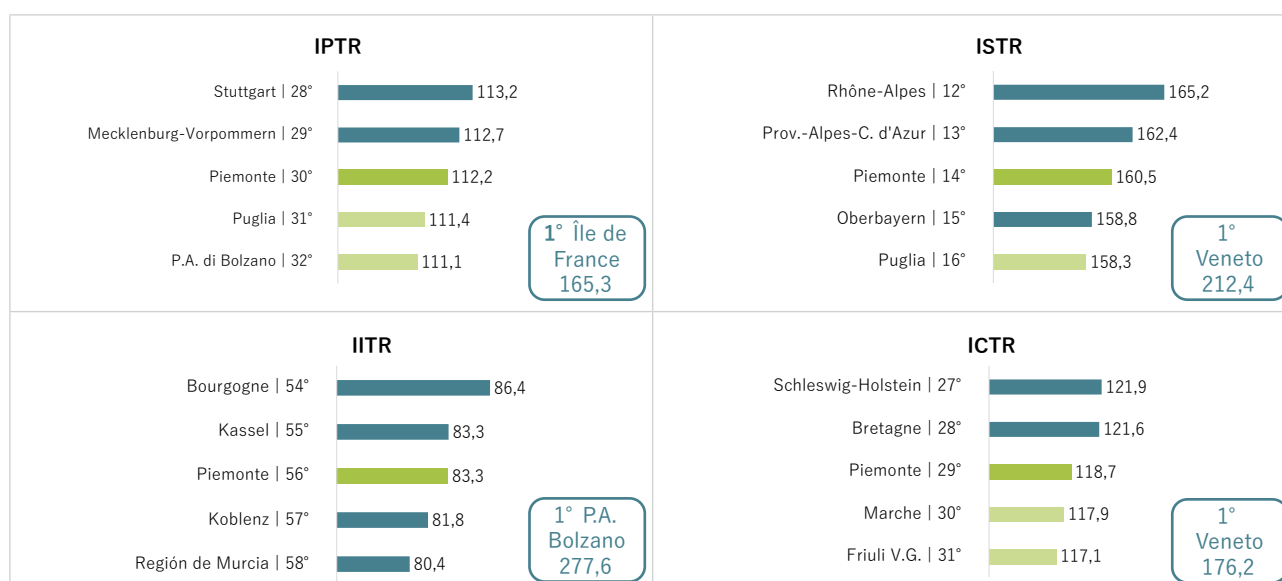 IPTR
Stuttgart | 28° 113,2
Mecklenburg-Vorpommern | 29° 112,7
Piemonte | 30° 112,2
Puglia | 31° 111,4
P.A. di Bolzano | 32° 111,1
1° Île de
France
165,3
ISTR
Rhône-Alpes | 12° 165,2
Prov.-Alpes-C. d'Azur | 13° 162,4
Piemonte | 14° 160,5
Oberbayern | 15° 158,8
Puglia | 16° 158,3
1°
Veneto
212,4
IITR
Bourgogne | 54° 86,4
Kassel | 55° 83,3
Piemonte | 56° 83,3
Koblenz | 57° 81,8
Región de Murcia | 58° 80,4
1° P.A.
Bolzano
277,6
ICTR
Schleswig-Holstein | 27° 121,9
Bretagne | 28° 121,6
Piemonte | 29° 118,7
Marche | 30° 117,9
Friuli V.G. | 31° 117,1
1°
Veneto
176,2